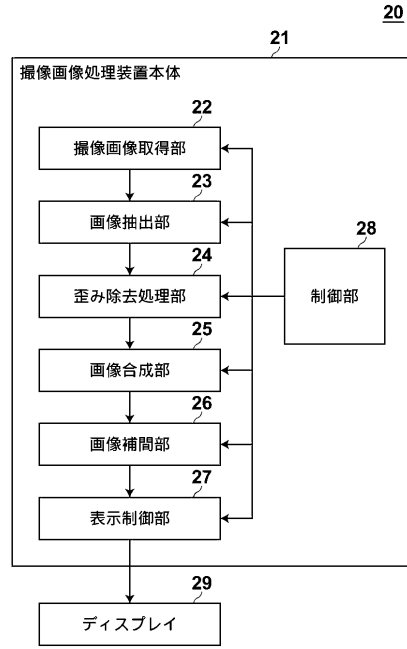 20
21
撮像画像処理装置本体
22
撮像画像取得部
23
画像抽出部
24
歪み除去処理部
28
制御部
25
画像合成部
26
画像補間部
27
表示制御部
29
ディスプレイ